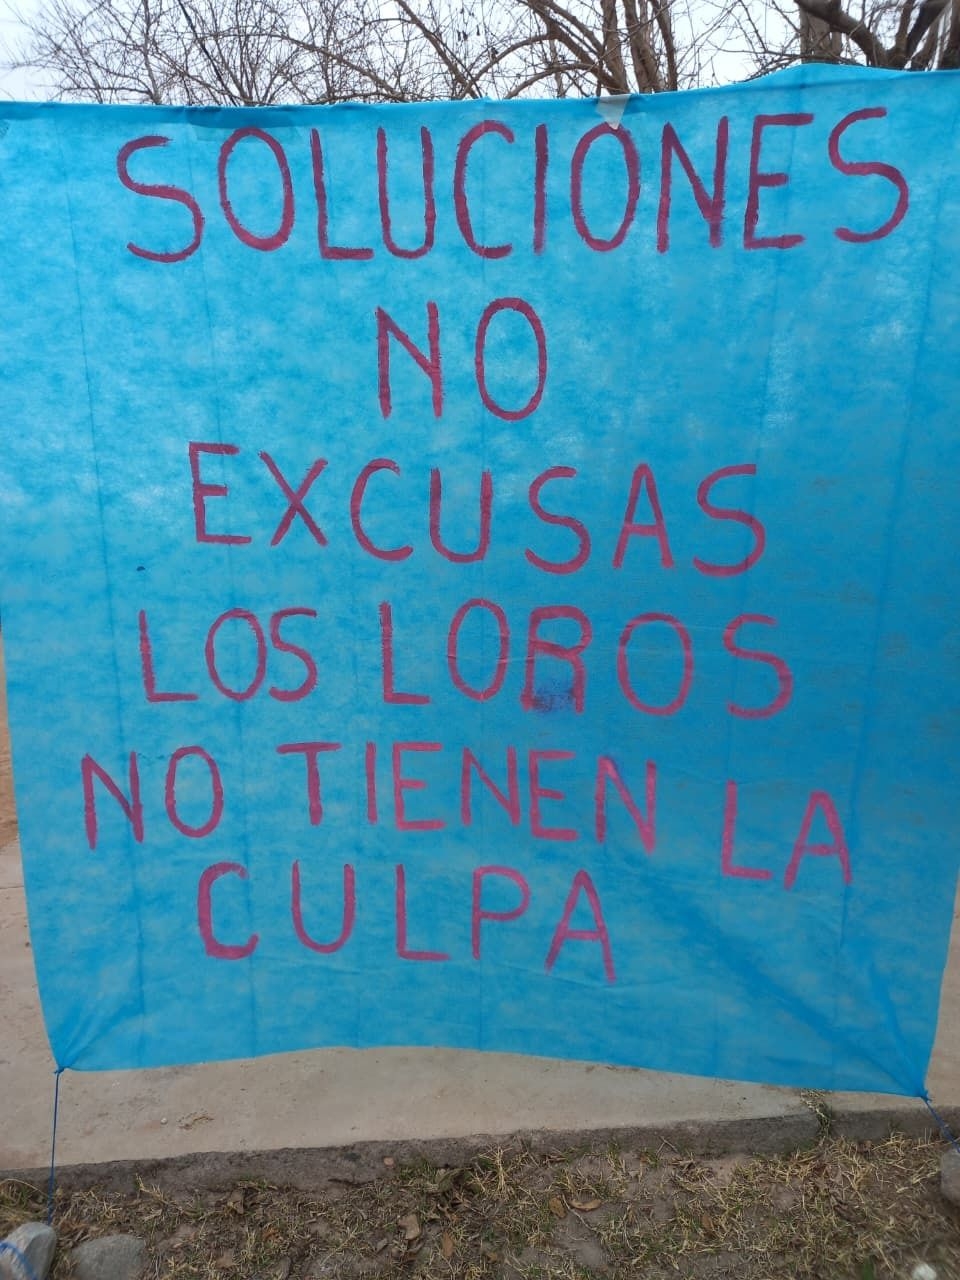 SOLUCIONES
NO
EXCUSAS
LOS LOROS
NO TIENEN LA
CULPA